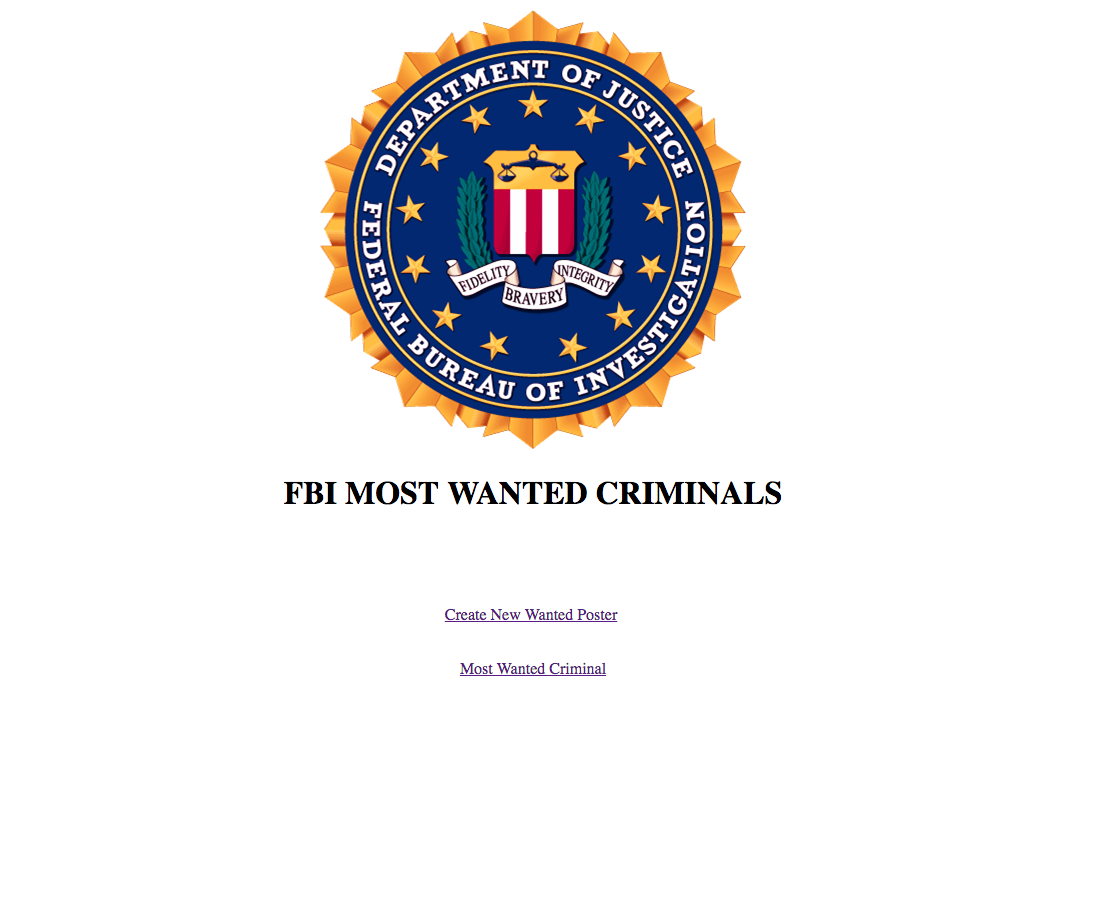 DEPARTMENT OF JUSTICE
FEDERAL BUREAU OF INVESTIGATION
FIDELITY
BRAVERY
INTEGRITY
FBI MOST WANTED CRIMINALS
Create New Wanted Poster
Most Wanted Criminal